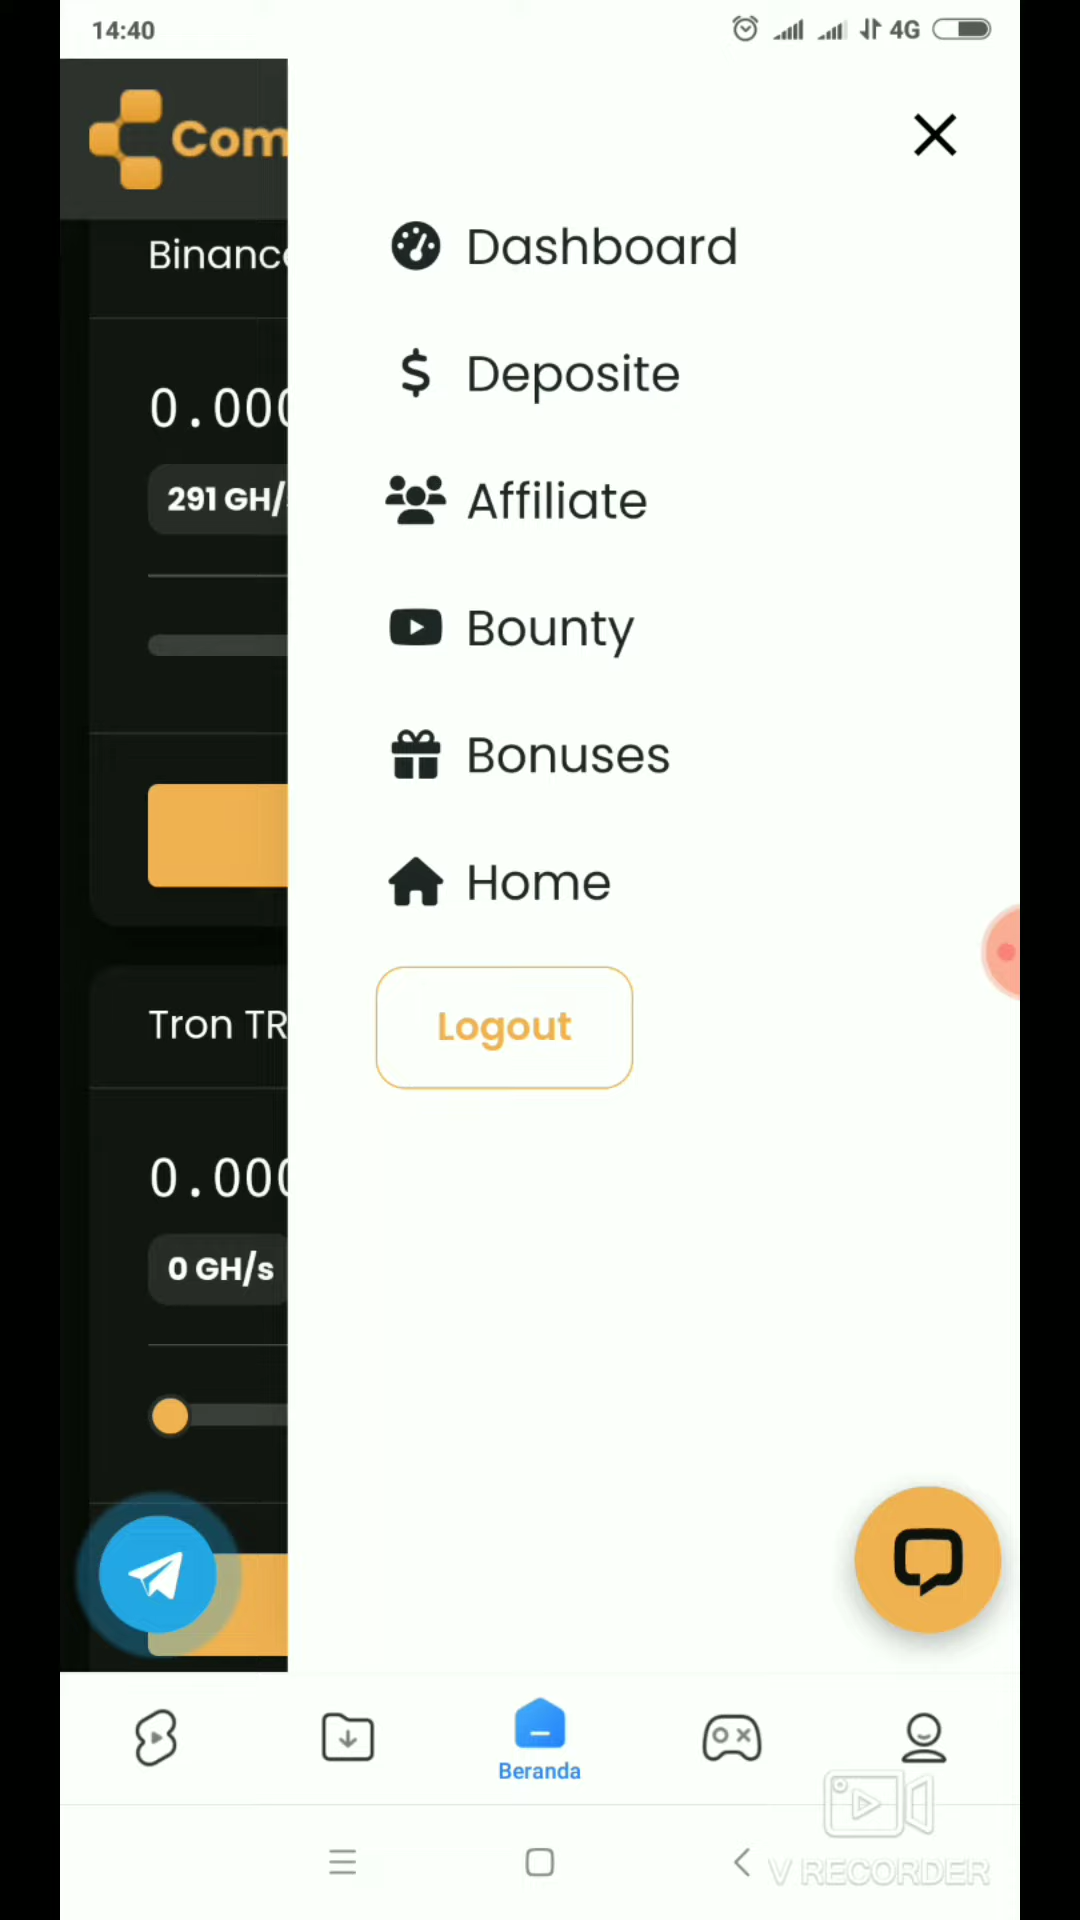 14:40
4G
Com
Binance
0.000
291 GH/s
Tron TR
0.000
0 GH/s
Dashboard
Deposite
Affiliate
Bounty
Bonuses
Home
Logout
Beranda
V RECORDER